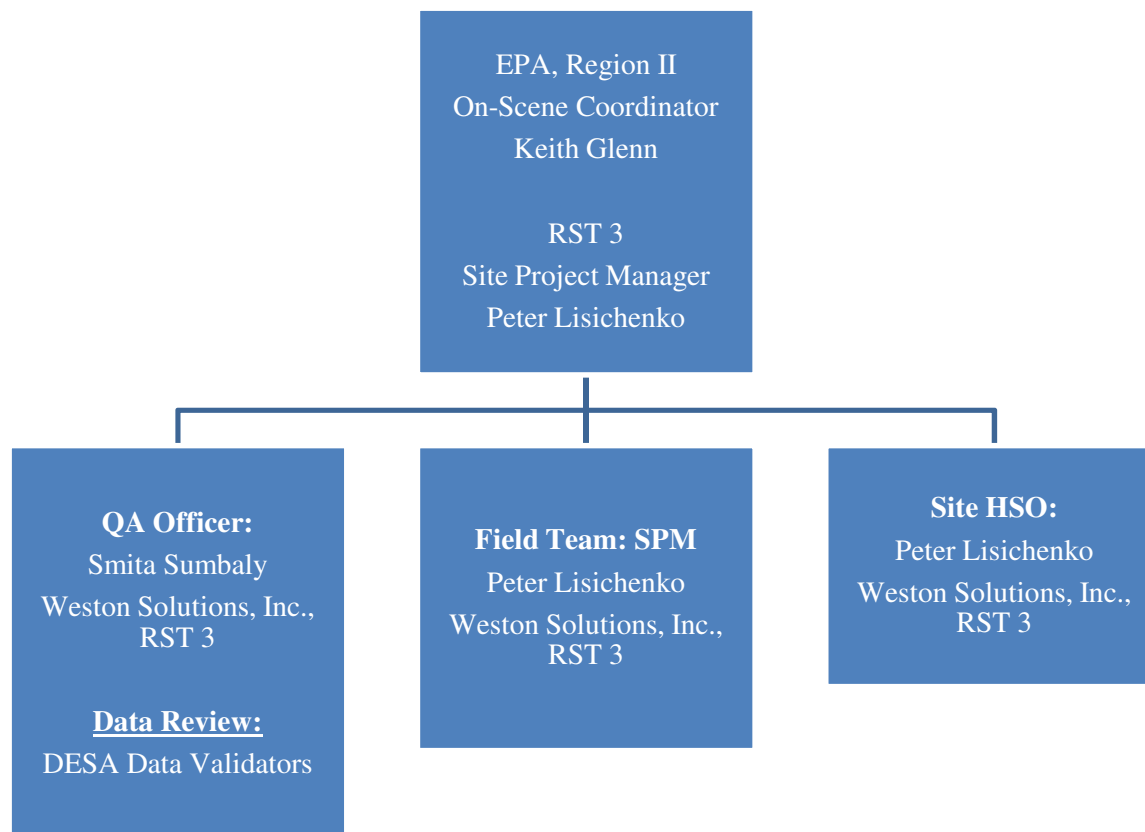 EPA, Region II
On-Scene Coordinator
Keith Glenn
RST 3
Site Project Manager
Peter Lisichenko
QA Officer:
Smita Sumbaly
Weston Solutions, Inc.,
RST 3
Data Review:
DESA Data Validators
Field Team: SPM
Peter Lisichenko
Weston Solutions, Inc.,
RST 3
Site HSO:
Peter Lisichenko
Weston Solutions, Inc.,
RST 3